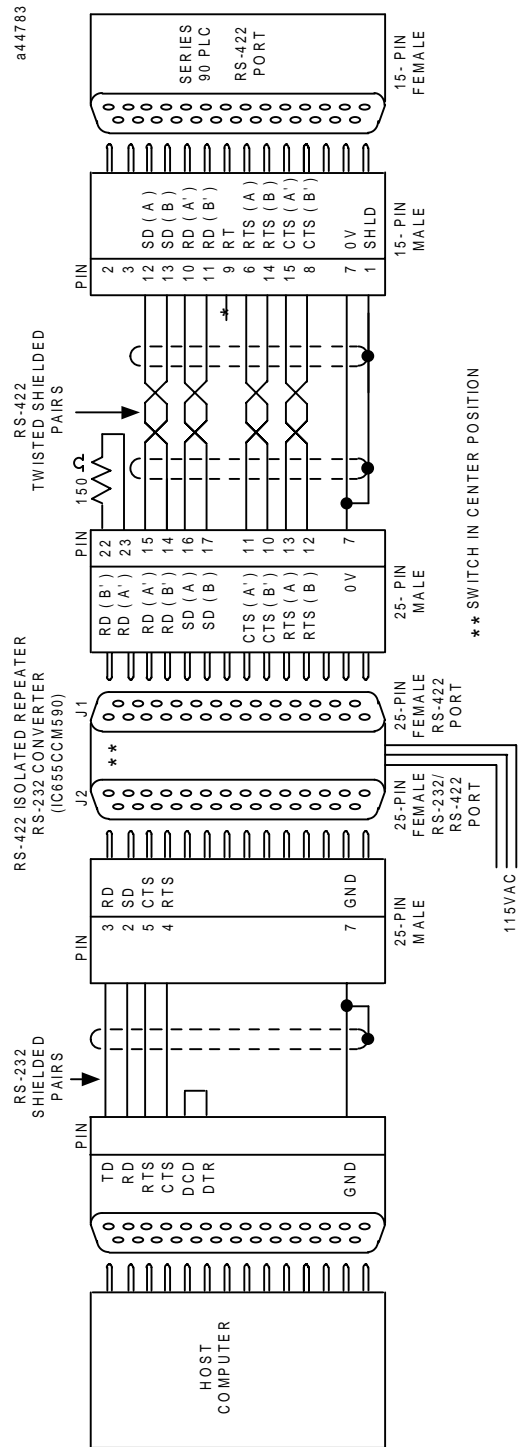 a44783
HOST
COMPUTER
PIN
TD
RD
RTS
CTS
DCD
DTR
GND
RS-232
SHIELDED
PAIRS
PIN
3 RD
2 SD
5 CTS
4 RTS
7 GND
25-PIN
MALE
RS-422 ISOLATED REPEATER
RS-232 CONVERTER
(IC655CCM590)
J2
J1
**
25-PIN
FEMALE
RS-232/
RS-422
PORT
25-PIN
FEMALE
RS-422
PORT
115VAC
PIN
RD (B') 22
RD (A') 23
RD (A') 15
RD (B') 14
SD (A) 16
SD (B) 17
CTS (A') 11
CTS (B') 10
RTS (A) 13
RTS (B) 12
0V 7
25- PIN
MALE
150 Ω
RS-422
TWISTED SHIELDED
PAIRS
*
** SWITCH IN CENTER POSITION
PIN
2
3
12 SD (A)
13 SD (B)
10 RD (A')
11 RD (B')
9 RT
6 RTS (A)
14 RTS (B)
15 CTS (A')
8 CTS (B')
7 0V
1 SHLD
15- PIN
MALE
SERIES
90 PLC
RS-422
PORT
15- PIN
FEMALE